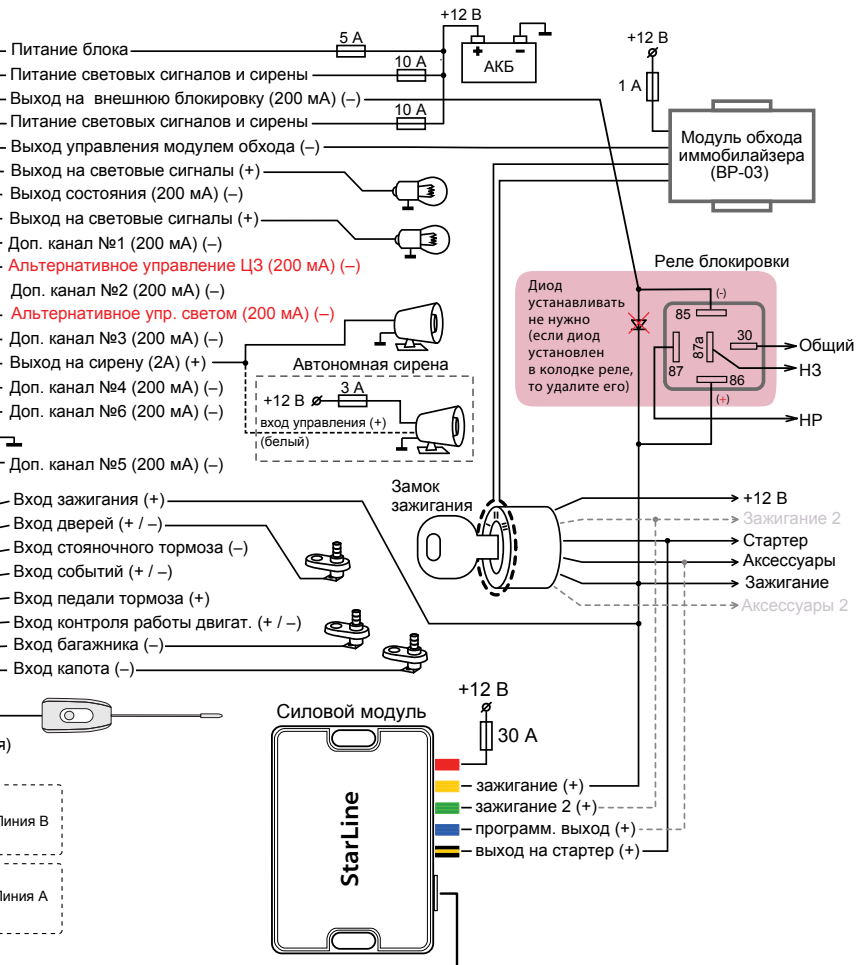 +12 В
5 А
Питание блока
+
–
АКБ
+12 В
10 А
Питание световых сигналов и сирены
1 А
Выход на внешнюю блокировку (200 мА) (–)
10 А
Питание световых сигналов и сирены
Модуль обхода
иммобилайзера
(BP-03)
Выход управления модулем обхода (–)
Выход на световые сигналы (+)
Выход состояния (200 мА) (–)
Выход на световые сигналы (+)
Доп. канал №1 (200 мА) (–)
Альтернативное управление ЦЗ (200 мА) (–)
Доп. канал №2 (200 мА) (–)
Альтернативное упр. светом (200 мА) (–)
Доп. канал №3 (200 мА) (–)
Выход на сирену (2А) (+)
Доп. канал №4 (200 мА) (–)
Доп. канал №6 (200 мА) (–)
Доп. канал №5 (200 мА) (–)
Реле блокировки
Диод
устанавливать
не нужно
(если диод
установлен
в колодке реле,
то удалите его)
(-)
85
30
87а
87
86
(+)
Общий
НЗ
НР
Автономная сирена
3 А
+12 В
вход управления (+)
(белый)
Вход зажигания (+)
Вход дверей (+ / –)
Вход стояночного тормоза (–)
Вход событий (+ / –)
Вход педали тормоза (+)
Вход контроля работы двигат. (+ / –)
Вход багажника (–)
Вход капота (–)
Замок
зажигания
+12 В
Зажигание 2
Стартер
Аксессуары
Зажигание
Аксессуары 2
я)
Линия В
Линия А
Силовой модуль
+12 В
30 А
StarLine
зажигание (+)
зажигание 2 (+)
программ. выход (+)
выход на стартер (+)